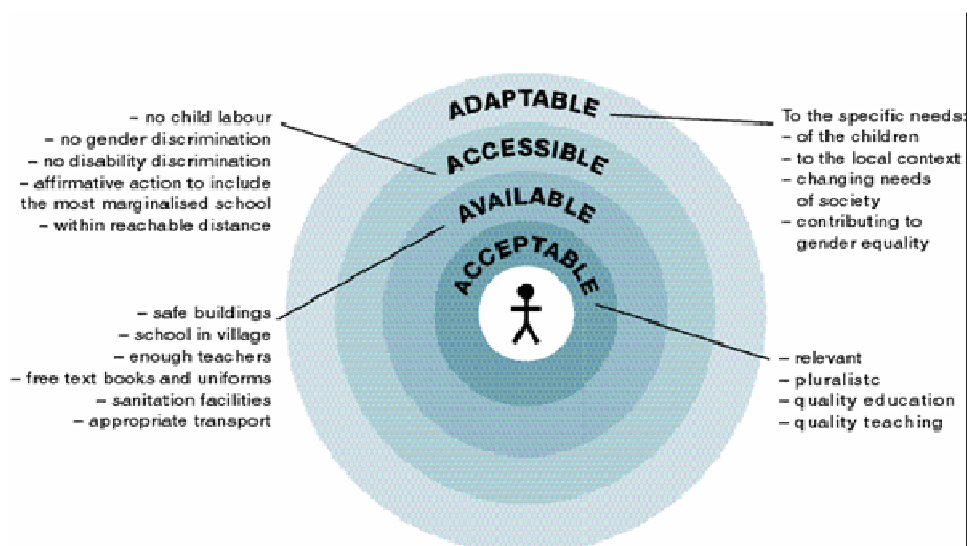 ADAPTABLE
ACCESSIBLE
AVAILABLE
ACCEPTABLE
– no child labour
– no gender discrimination
– no disability discrimination
– affirmative action to include
the most marginalised school
– within reachable distance
– safe buildings
– school in village
– enough teachers
– free text books and uniforms
– sanitation facilities
– appropriate transport
To the specific needs:
– of the children
– to the local context
– changing needs
of society
– contributing to
gender equality
– relevant
– pluralistc
– quality education
– quality teaching